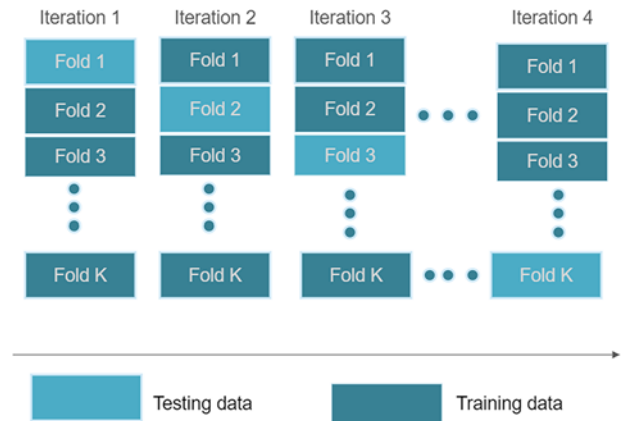 Iteration 1 Iteration 2 Iteration 3 Iteration 4
Fold 1 Fold 1 Fold 1 Fold 1
Fold 2 Fold 2 Fold 2 Fold 2
Fold 3 Fold 3 Fold 3 Fold 3
Fold K Fold K Fold K Fold K
Testing data Training data